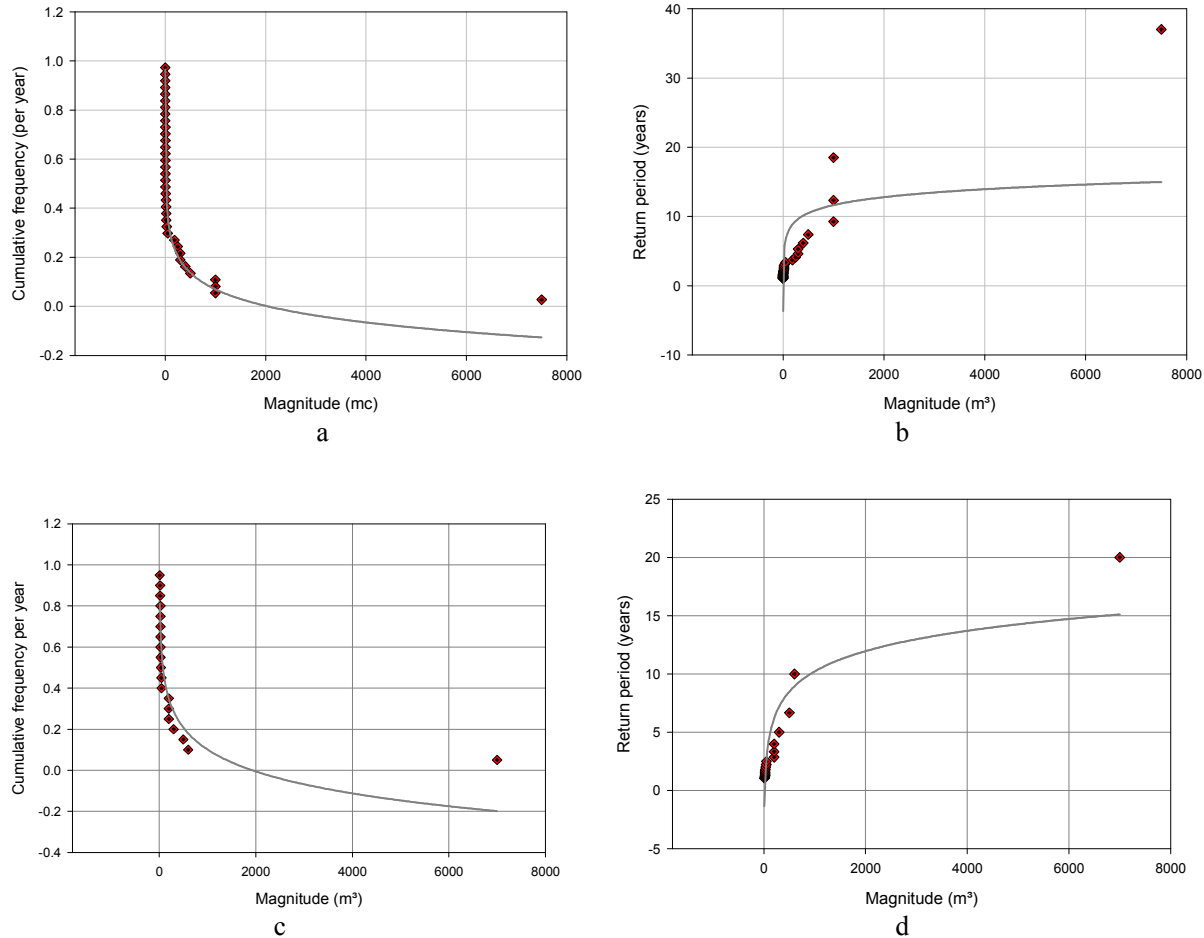 1.2
1.0
0.8
0.6
0.4
0.2
0.0
-0.2
Cumulative frequency (per year)
0 2000 4000 6000 8000
Magnitude (mc)
a
40
30
20
10
0
-10
Return period (years)
0 2000 4000 6000 8000
Magnitude (m³)
b
1.2
1.0
0.8
0.6
0.4
0.2
0.0
-0.2
-0.4
Cumulative frequency per year
0 2000 4000 6000 8000
Magnitude (m³)
c
25
20
15
10
5
0
-5
Return period (years)
0 2000 4000 6000 8000
Magnitude (m³)
d